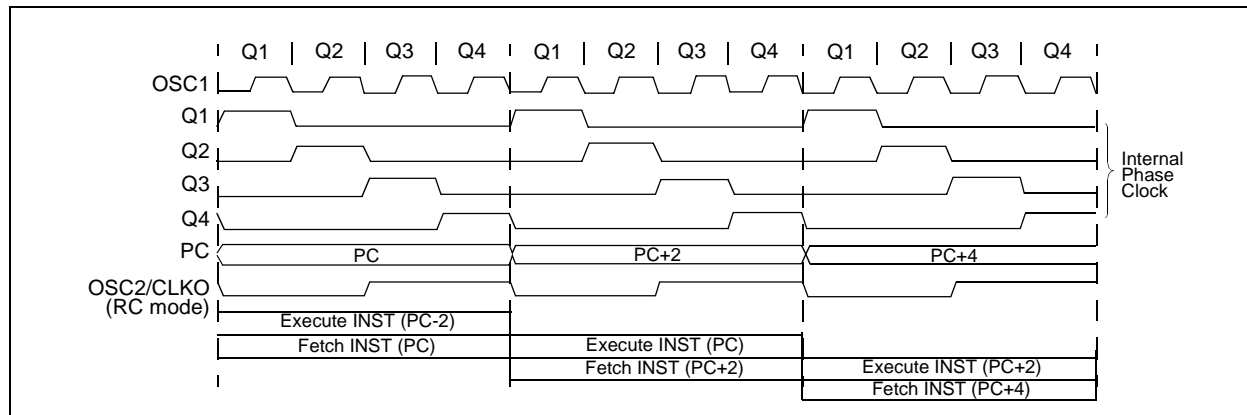 Q1 Q2 Q3 Q4 Q1 Q2 Q3 Q4 Q1 Q2 Q3 Q4
OSC1
Q1
Q2
Q3
Q4
Internal
Phase
Clock
PC PC PC+2 PC+4
OSC2/CLKO
(RC mode)
Execute INST (PC-2)
Fetch INST (PC) Execute INST (PC)
Fetch INST (PC+2) Execute INST (PC+2)
Fetch INST (PC+4)